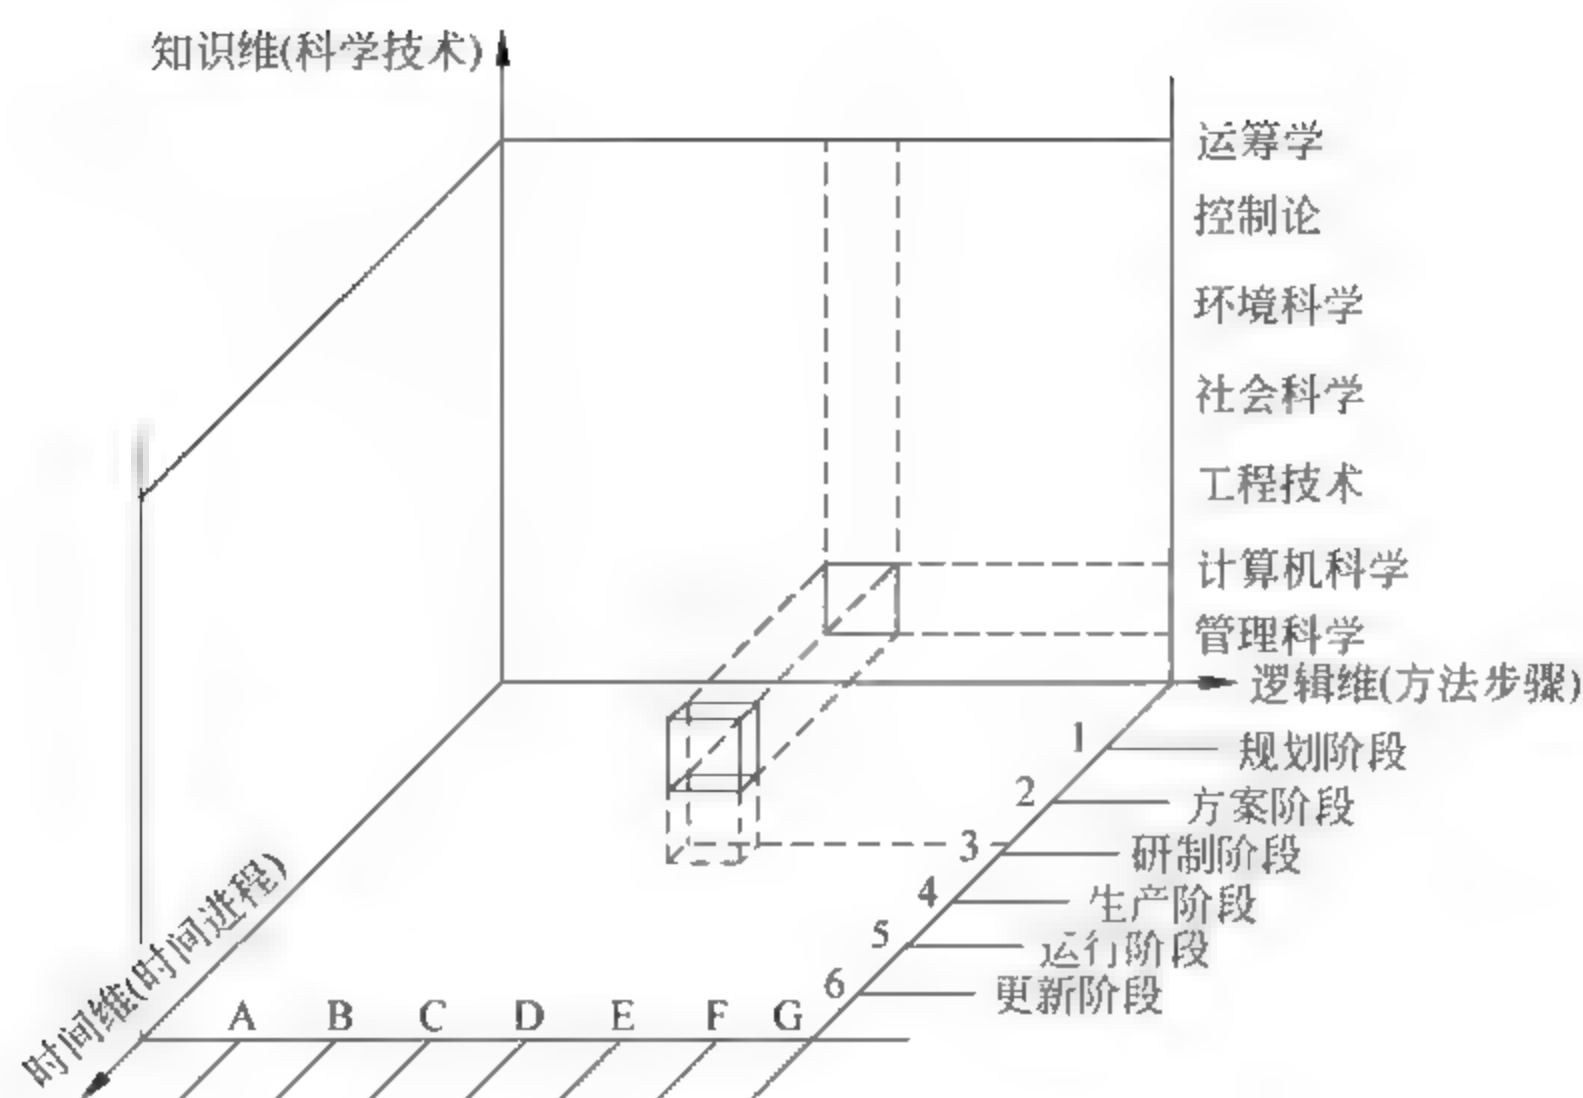 知识维(科学技术)
运筹学
控制论
环境科学
社会科学
工程技术
计算机科学
管理科学
逻辑维(方法步骤)
1 规划阶段
2 方案阶段
3 研制阶段
4 生产阶段
5 运行阶段
6 更新阶段
时间维(时间进程)
A B C D E F G